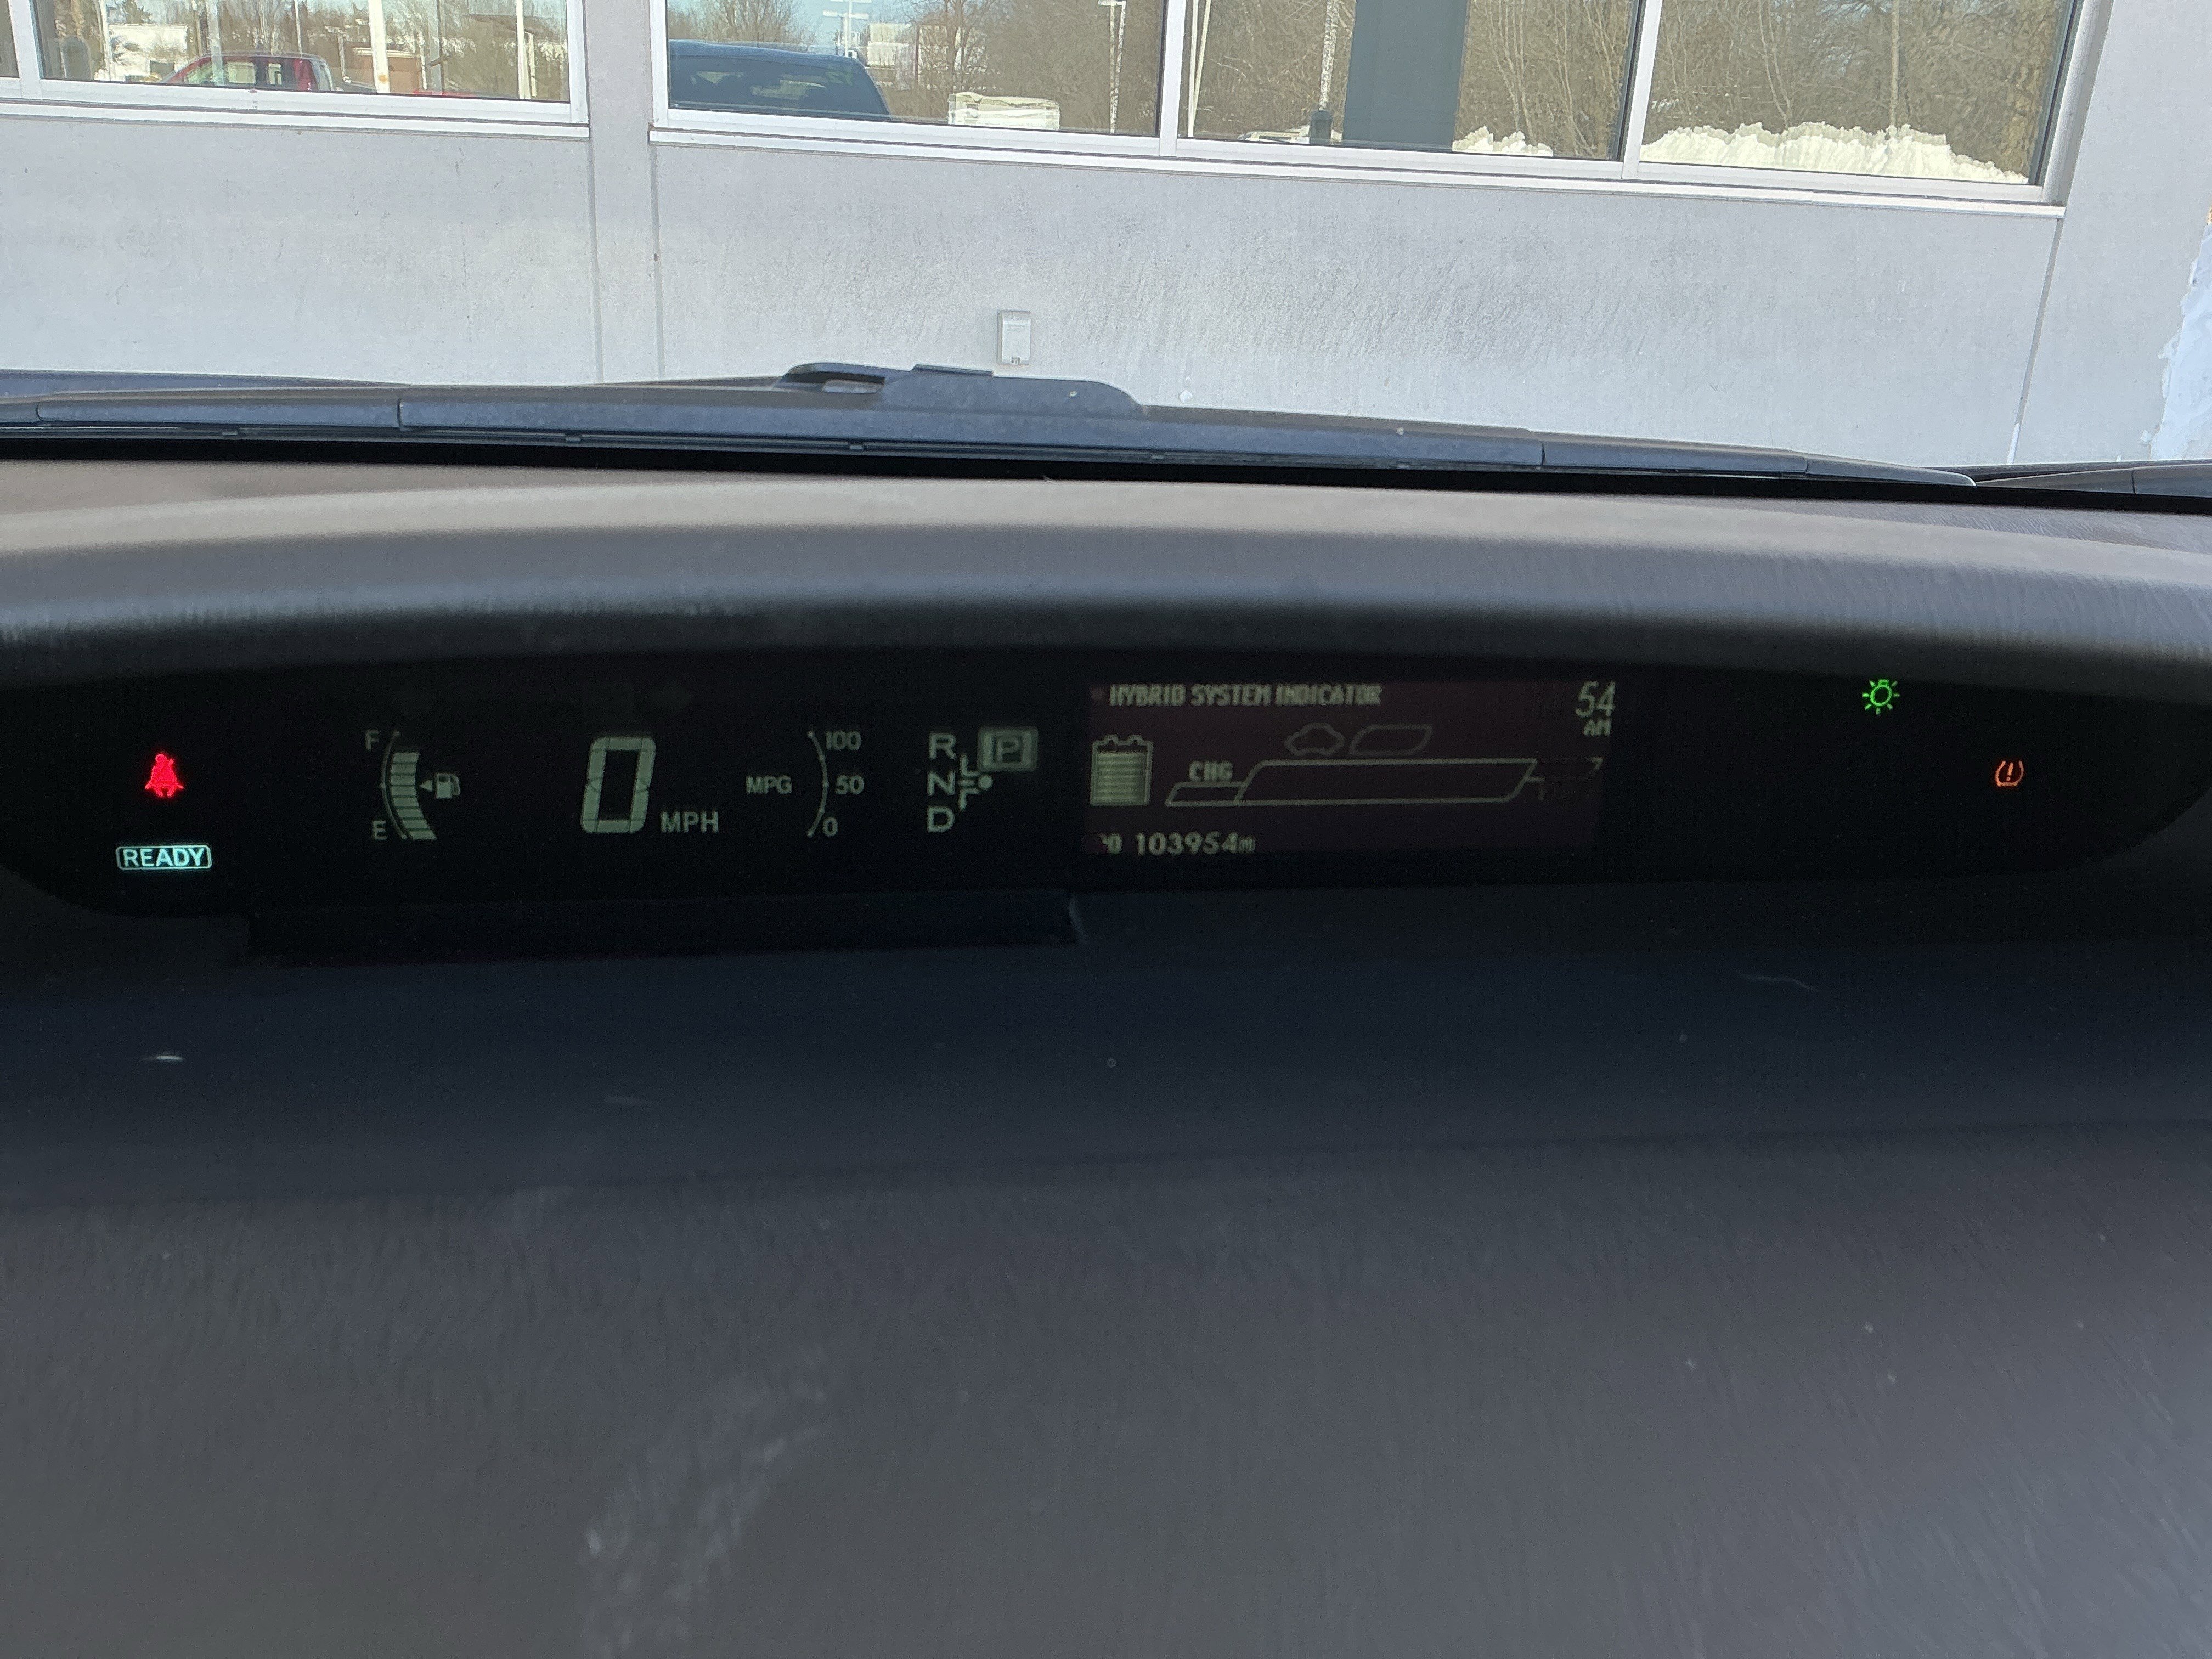 HYBRID SYSTEM INDICATOR
54
AM
F
E
0 MPH
MPG
100
50
0
R
N
D
P
CHG
103954
READY